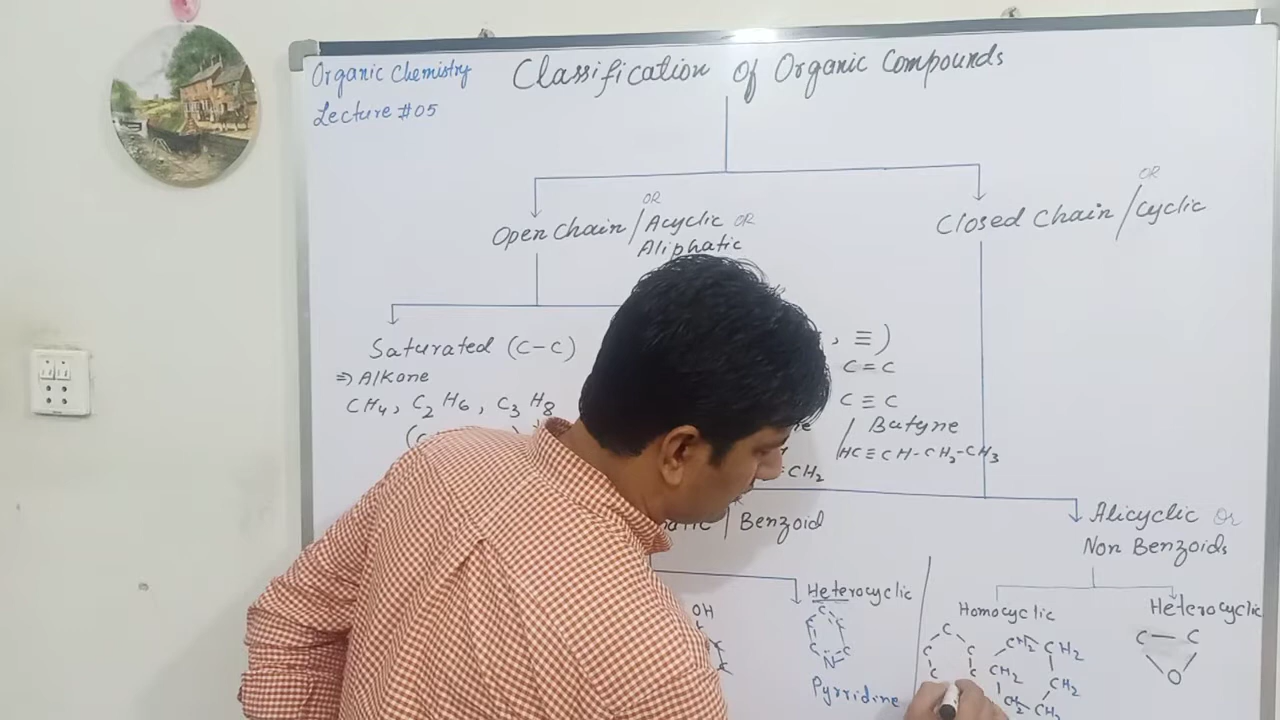 Organic Chemistry
Lecture #05
Classification of Organic Compounds
OR
Open Chain / Acyclic OR
Aliphatic
OR
Closed Chain / Cyclic
Saturated (C-C)
⇒ Alkane
CH4, C2H6, C3H8
, ≡)
C=C
C≡C
Butyne
HC≡CH-CH2-CH3
=CH2
Benzoid
Heterocyclic
OH
C
C C
C C
N
Pyrridine
Alicyclic Or
Non Benzoids
Homocyclic
C
C C
C C
CH2 CH2
CH2 CH2
CH2 CH2
Heterocyclic
C — C
O